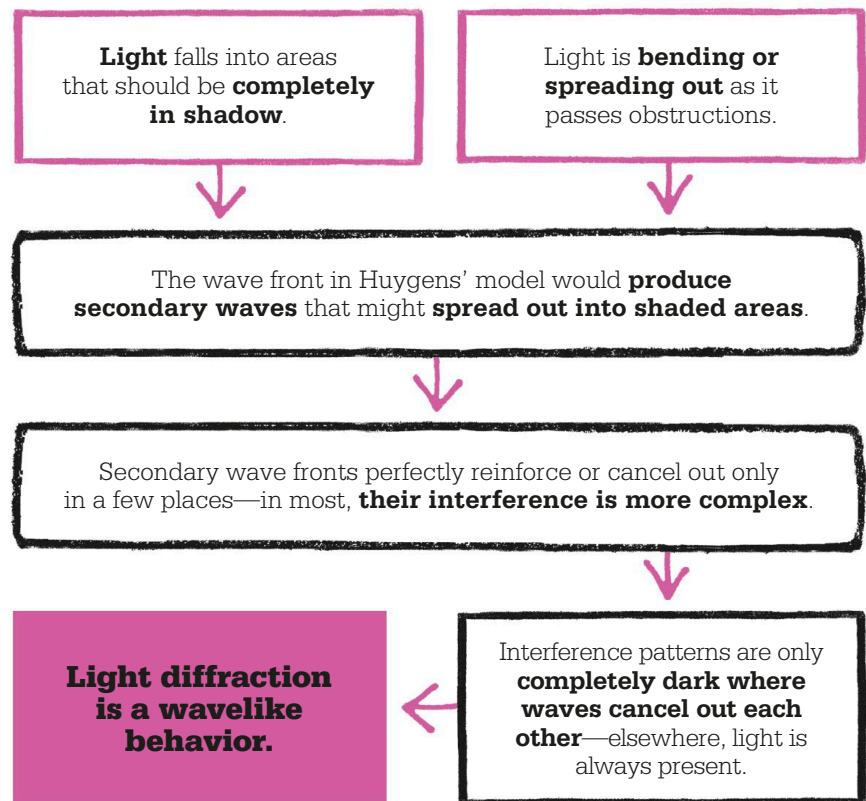 Light falls into areas
that should be completely
in shadow.
Light is bending or
spreading out as it
passes obstructions.
The wave front in Huygens’ model would produce
secondary waves that might spread out into shaded areas.
Secondary wave fronts perfectly reinforce or cancel out only
in a few places—in most, their interference is more complex.
Light diffraction
is a wavelike
behavior.
Interference patterns are only
completely dark where
waves cancel out each
other—elsewhere, light is
always present.